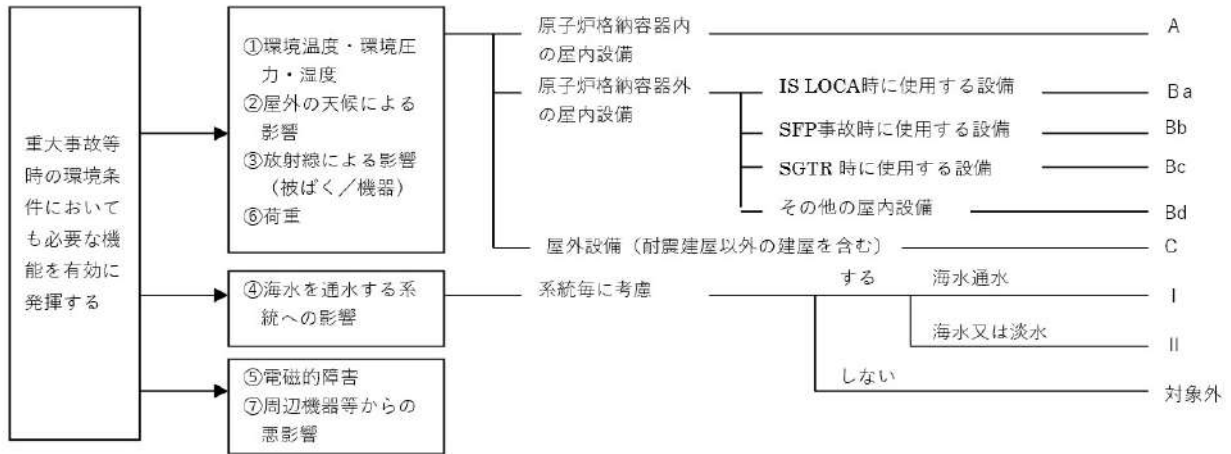 重大事故等
時の環境条
件において
も必要な機
能を有効に
発揮する
①環境温度・環境圧
力・湿度
②屋外の天候による
影響
③放射線による影響
(被ばく/機器)
⑥荷重
④海水を通水する系
統への影響
⑤電磁的障害
⑦周辺機器等からの
悪影響
原子炉格納容器内
の屋内設備
A
原子炉格納容器外
の屋内設備
IS LOCA時に使用する設備
Ba
SFP事故時に使用する設備
Bb
SGTR 時に使用する設備
Bc
その他の屋内設備
Bd
屋外設備(耐震建屋以外の建屋を含む)
C
系統毎に考慮
する
海水通水
I
海水又は淡水
II
しない
対象外